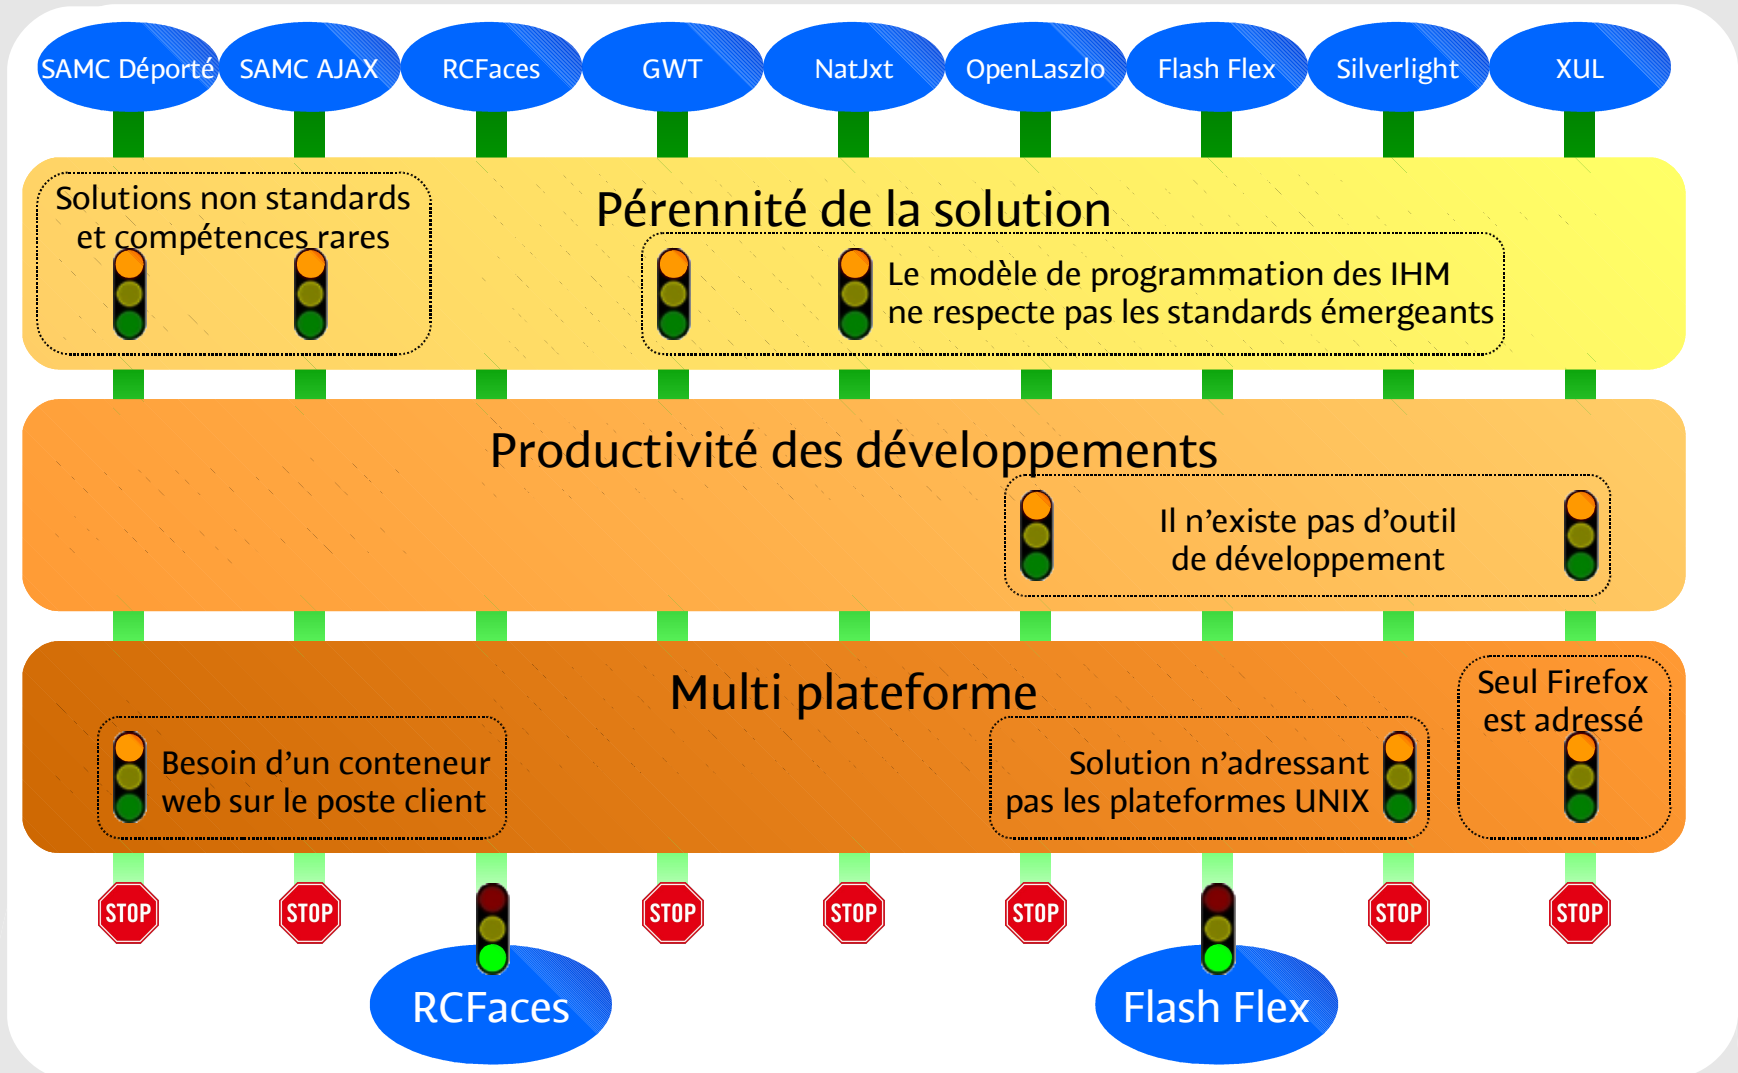 SAMC Déporté
SAMC AJAX
RCFaces
GWT
NatJxt
OpenLaszlo
Flash Flex
Silverlight
XUL
Pérennité de la solution
Solutions non standards
et compétences rares
Le modèle de programmation des IHM
ne respecte pas les standards émergeants
Productivité des développements
Il n’existe pas d’outil
de développement
Multi plateforme
Besoin d’un conteneur
web sur le poste client
Solution n’adressant
pas les plateformes UNIX
Seul Firefox
est adressé
STOP
STOP
STOP
STOP
STOP
STOP
STOP
RCFaces
Flash Flex